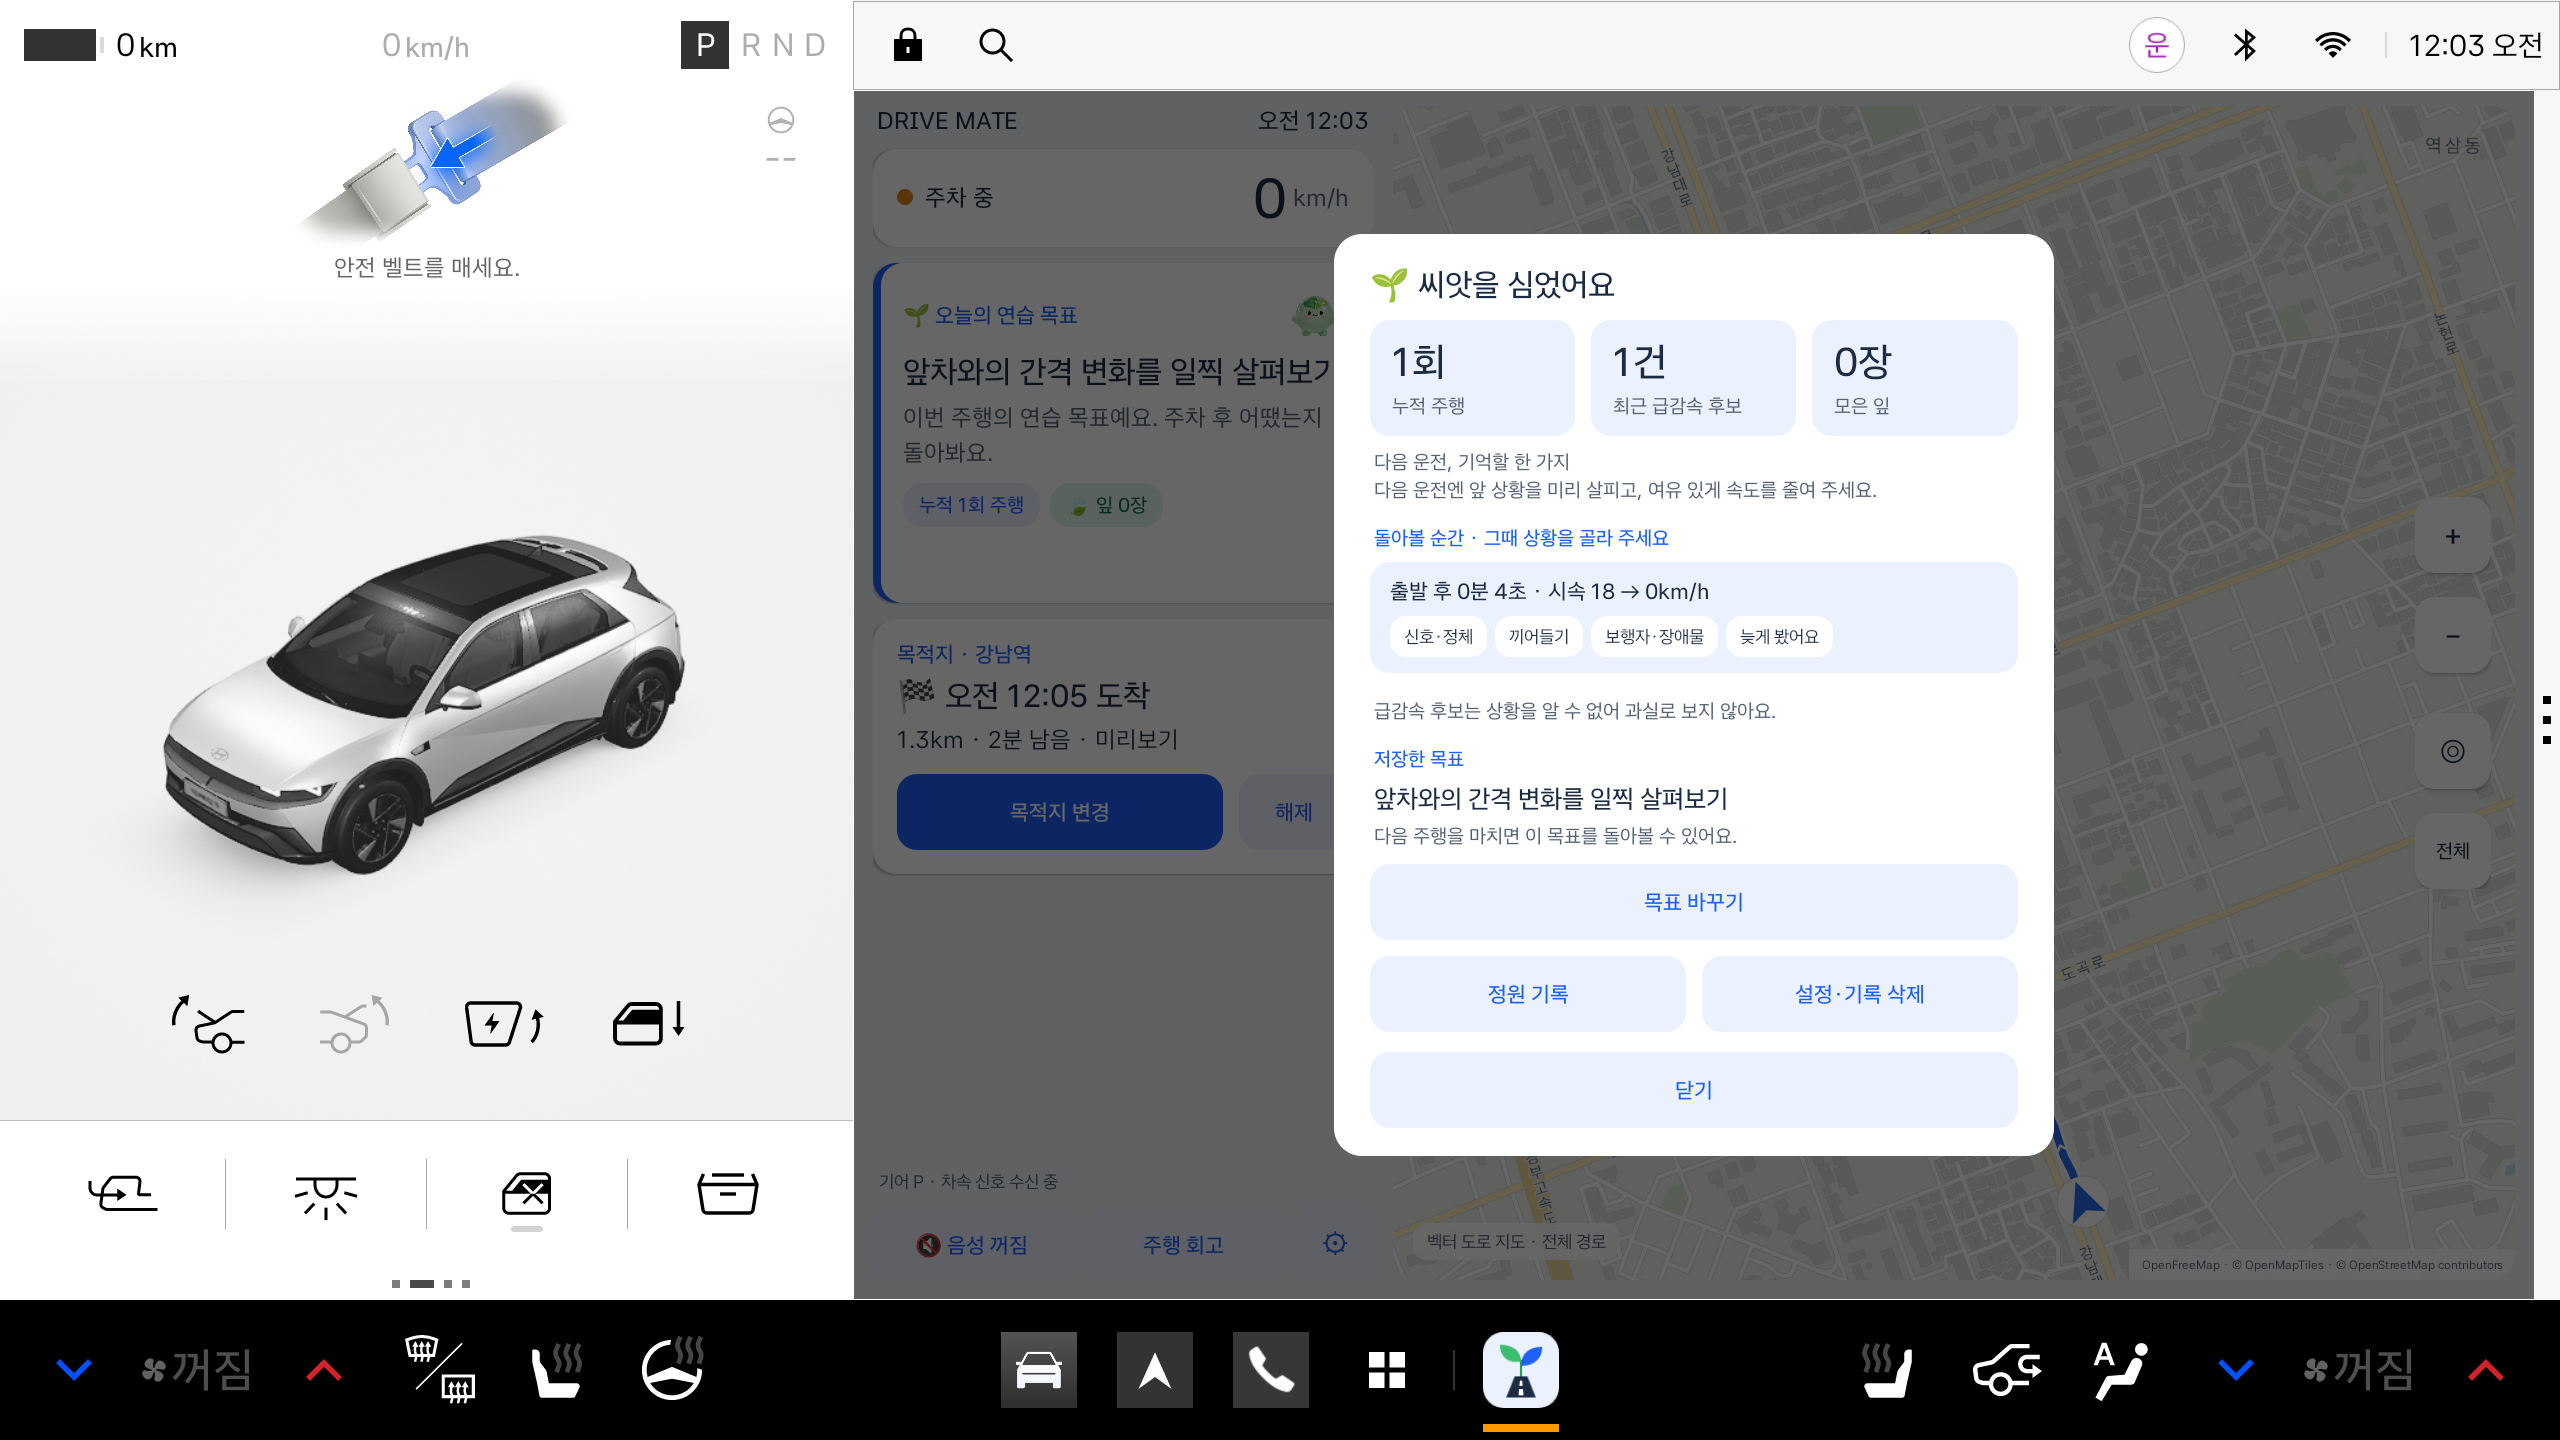 0 km
0 km/h
P R N D
안전 벨트를 매세요.
운
12:03 오전
DRIVE MATE
오전 12:03
주차 중
0 km/h
오늘의 연습 목표
앞차와의 간격 변화를 일찍 살펴보기
이번 주행의 연습 목표예요. 주차 후 어땠는지
돌아봐요.
누적 1회 주행
잎 0장
목적지 · 강남역
오전 12:05 도착
1.3km · 2분 남음 · 미리보기
목적지 변경
해제
기어 P · 차속 신호 수신 중
음성 꺼짐
주행 회고
씨앗을 심었어요
1회
누적 주행
1건
최근 급감속 후보
0장
모은 잎
다음 운전, 기억할 한 가지
다음 운전엔 앞 상황을 미리 살피고, 여유 있게 속도를 줄여 주세요.
돌아볼 순간 · 그때 상황을 골라 주세요
출발 후 0분 4초 · 시속 18 → 0km/h
신호·정체
끼어들기
보행자·장애물
늦게 봤어요
급감속 후보는 상황을 알 수 없어 과실로 보지 않아요.
저장한 목표
앞차와의 간격 변화를 일찍 살펴보기
다음 주행을 마치면 이 목표를 돌아볼 수 있어요.
목표 바꾸기
정원 기록
설정·기록 삭제
닫기
역삼동
강남대로
논현로
도곡로
+
−
전체
벡터 도로 지도 · 전체 경로
OpenFreeMap · © OpenMapTiles · © OpenStreetMap contributors
꺼짐
A
꺼짐